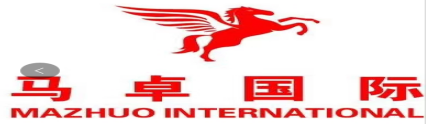 马卓国际
MAZHUO INTERNATIONAL